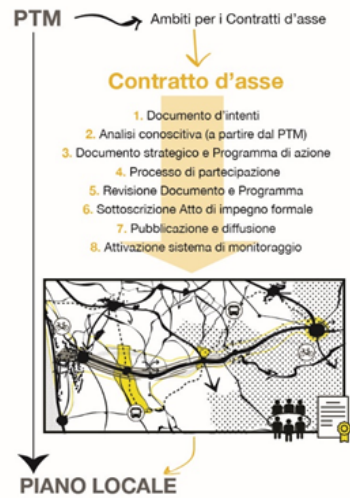 PTM
Ambiti per i Contratti d'asse
Contratto d'asse
1. Documento d'intenti
2. Analisi conoscitiva (a partire dal PTM)
3. Documento strategico e Programma di azione
4. Processo di partecipazione
5. Revisione Documento e Programma
6. Sottoscrizione Atto di impegno formale
7. Pubblicazione e diffusione
8. Attivazione sistema di monitoraggio
PIANO LOCALE